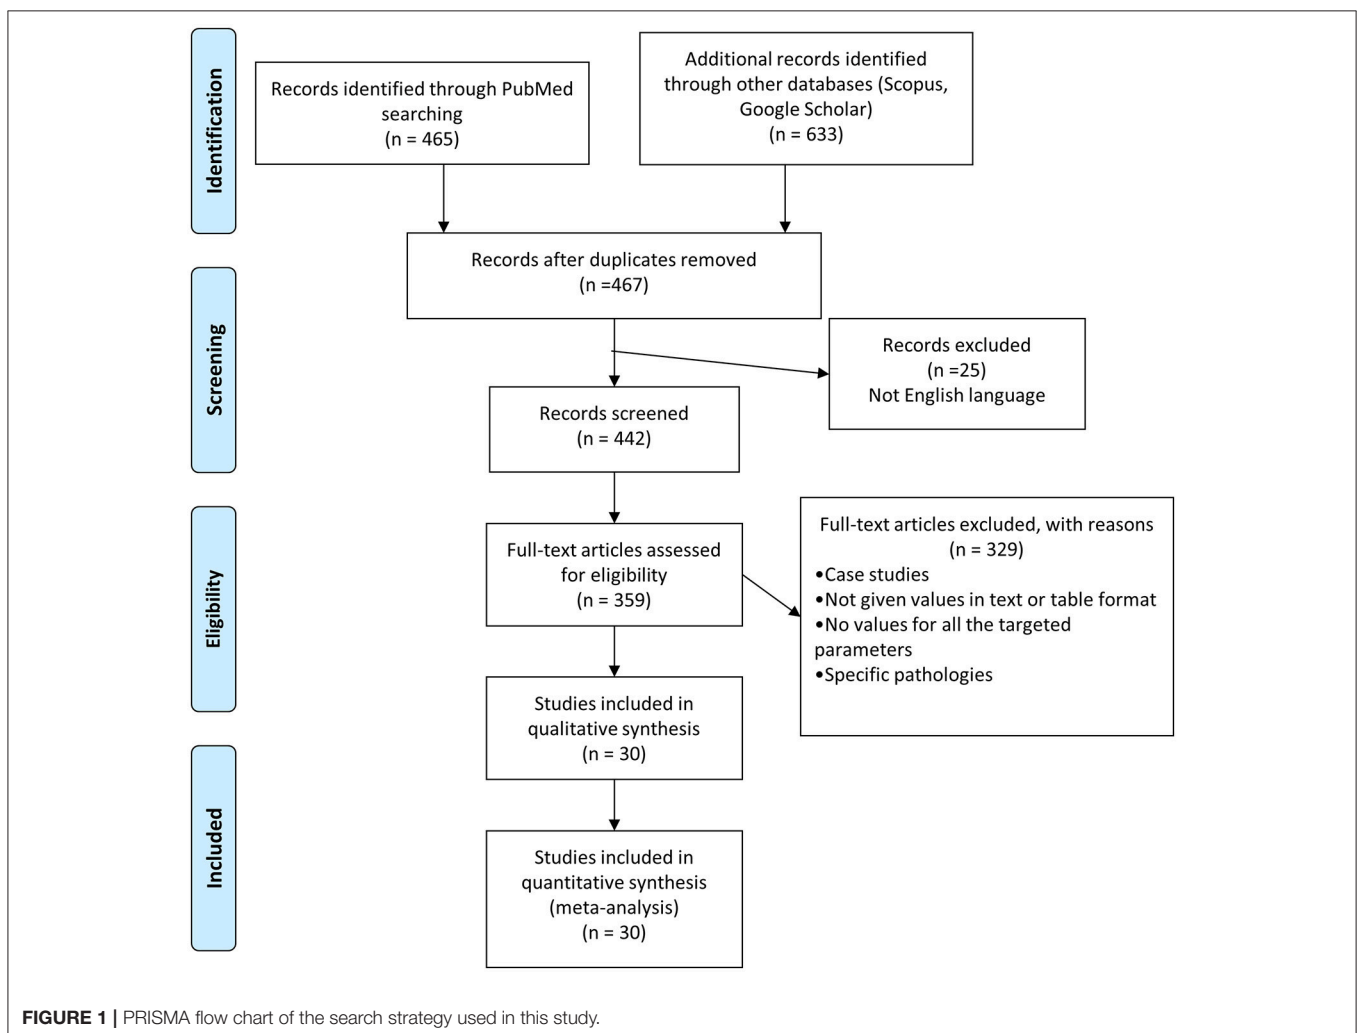 Identification
Records identified through PubMed
searching
(n = 465)
Additional records identified
through other databases (Scopus,
Google Scholar)
(n = 633)
Records after duplicates removed
(n =467)
Screening
Records excluded
(n =25)
Not English language
Records screened
(n = 442)
Eligibility
Full-text articles assessed
for eligibility
(n = 359)
Full-text articles excluded, with reasons
(n = 329)
•Case studies
•Not given values in text or table format
•No values for all the targeted
parameters
•Specific pathologies
Studies included in
qualitative synthesis
(n = 30)
Included
Studies included in
quantitative synthesis
(meta-analysis)
(n = 30)
FIGURE 1 | PRISMA flow chart of the search strategy used in this study.